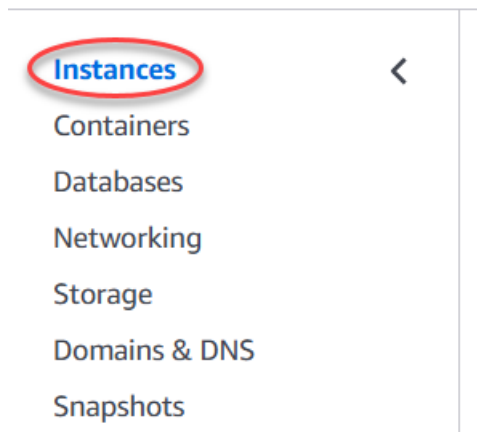 Instances
Containers
Databases
Networking
Storage
Domains & DNS
Snapshots